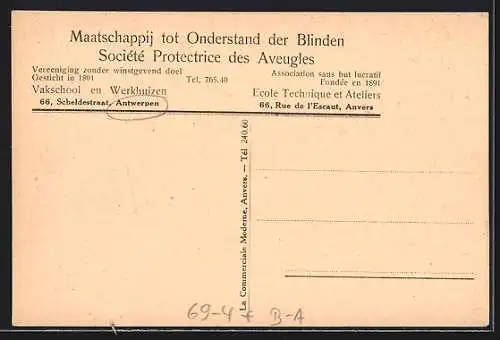 Maatschappij tot Onderstand der Blinden
Société Protectrice des Aveugles
Vereeniging zonder winstgevend doel
Gesticht in 1891
Tel. 765.40
Association sans but lucratif
Fondée en 1891
Vakschool en Werkhuizen
66, Scheldestraat, Antwerpen
Ecole Technique et Ateliers
66, Rue de l'Escaut, Anvers
La Commerciale Moderne, Anvers. — Tél 240.60
69-4 * B-A